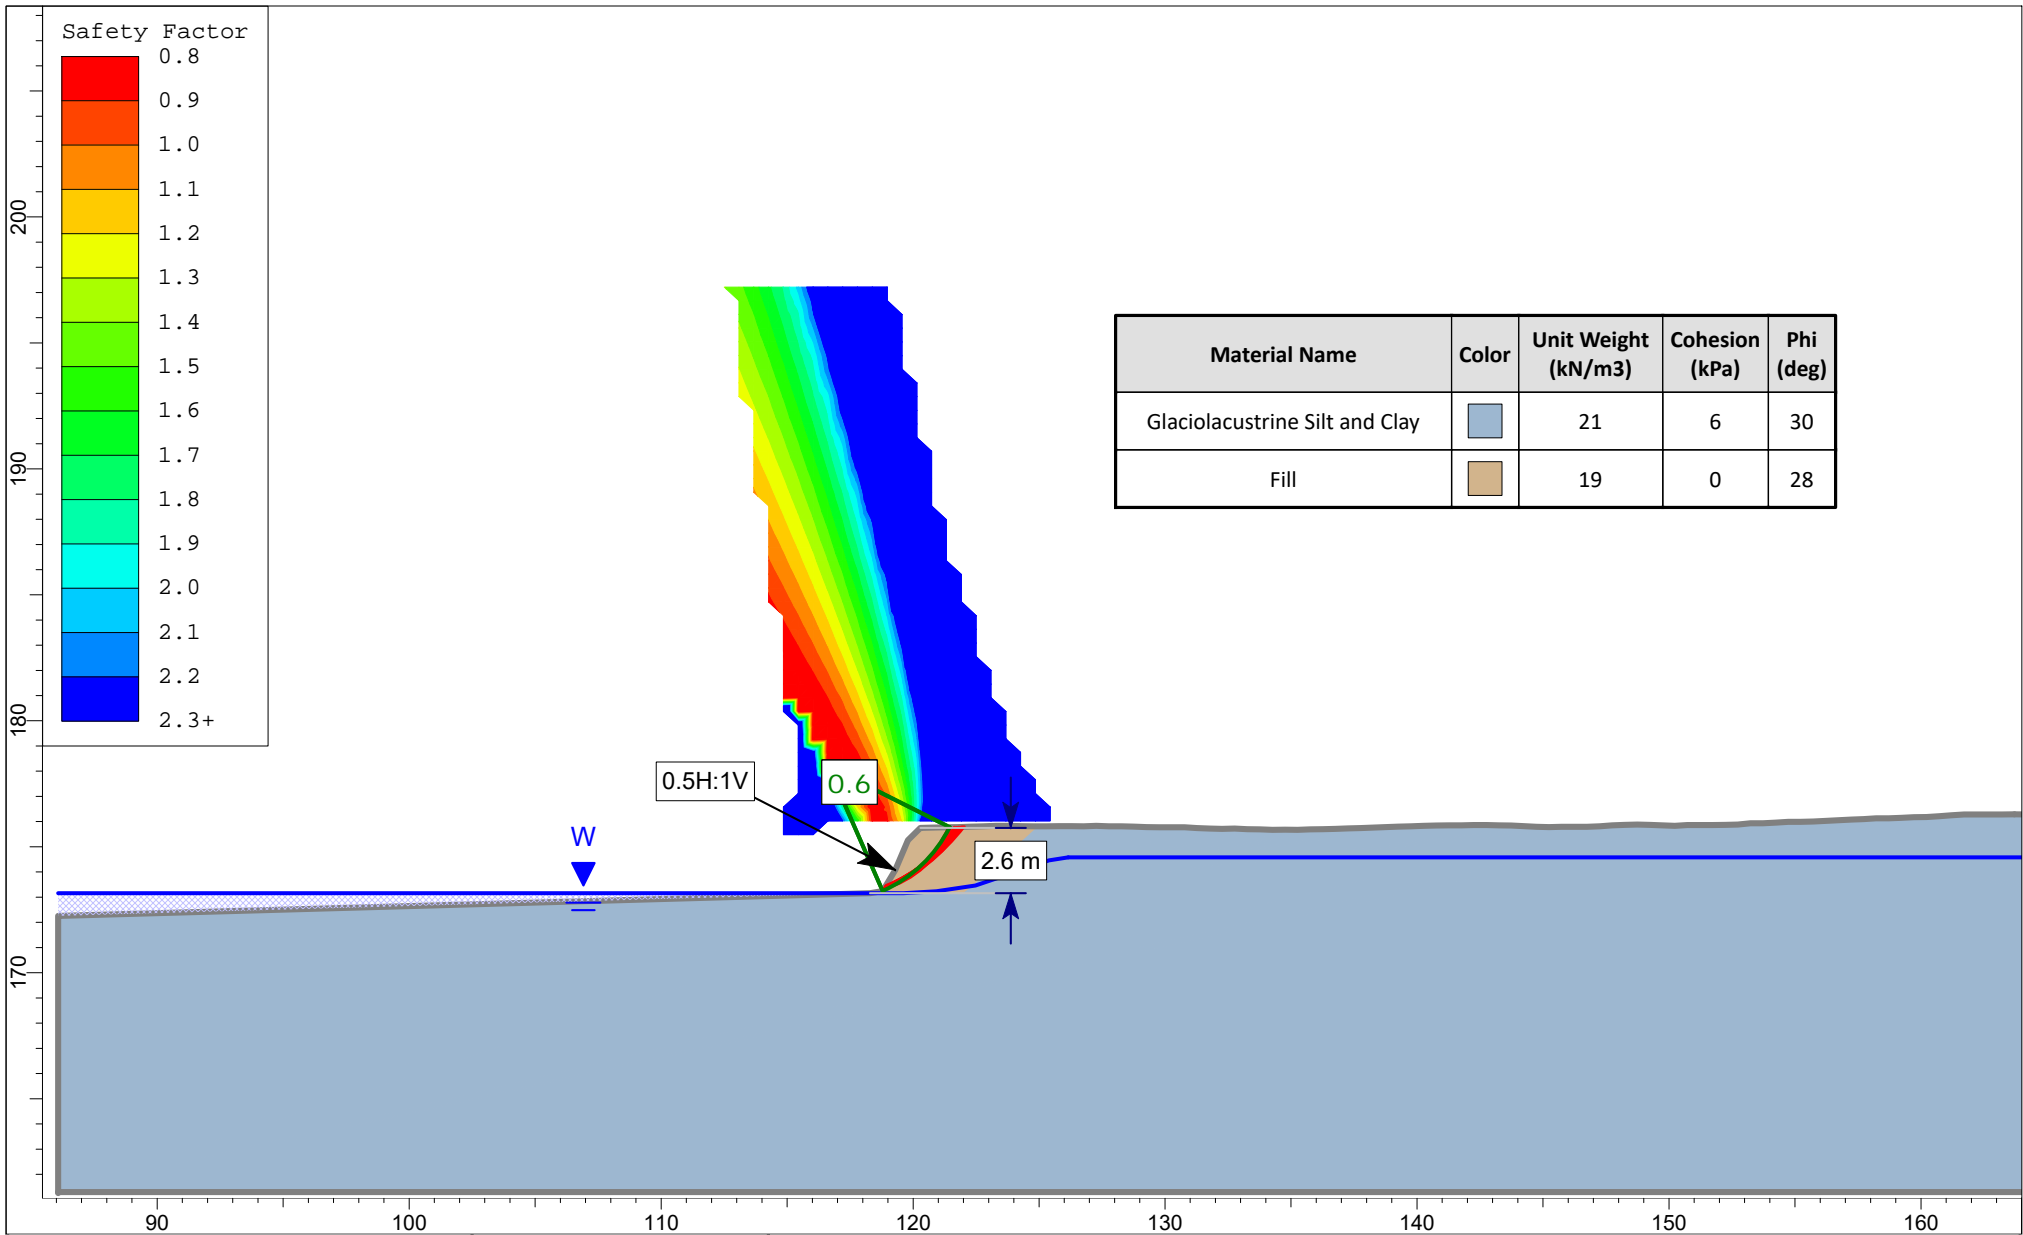 Safety Factor
0.8
0.9
1.0
1.1
1.2
1.3
1.4
1.5
1.6
1.7
1.8
1.9
2.0
2.1
2.2
2.3+
200
190
180
170
Material Name Color Unit Weight (kN/m3) Cohesion (kPa) Phi (deg)
Glaciolacustrine Silt and Clay 21 6 30
Fill 19 0 28
0.5H:1V
0.6
W
2.6 m
90 100 110 120 130 140 150 160